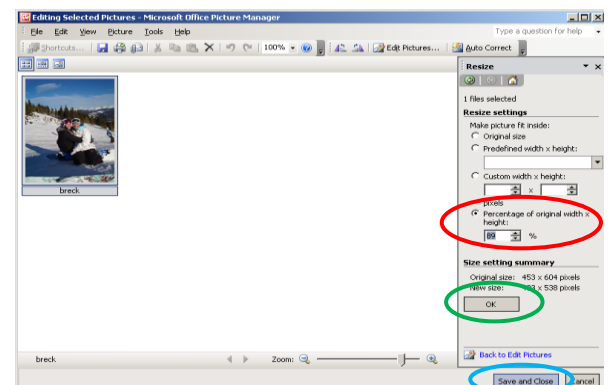 Editing Selected Pictures - Microsoft Office Picture Manager
File Edit View Picture Tools Help
Type a question for help
Shortcuts...
100%
Edit Pictures...
Auto Correct
Resize
1 files selected
Resize settings
Make picture fit inside:
Original size
Predefined width x height:
Custom width x height:
x
pixels
Percentage of original width x
height:
89 %
Size setting summary
Original size: 453 x 604 pixels
New size: x 538 pixels
OK
breck
Back to Edit Pictures
breck
Zoom:
Save and Close
Cancel